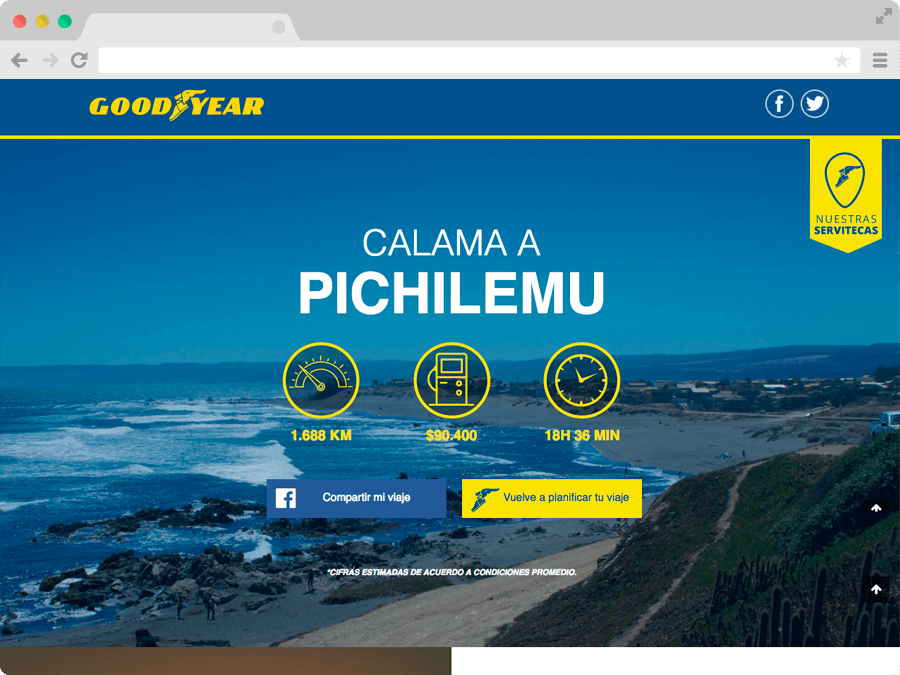 GOODYEAR
NUESTRAS
SERVITECAS
CALAMA A
PICHILEMU
1.688 KM
$90.400
18H 36 MIN
Compartir mi viaje
Vuelve a planificar tu viaje
*CIFRAS ESTIMADAS DE ACUERDO A CONDICIONES PROMEDIO.